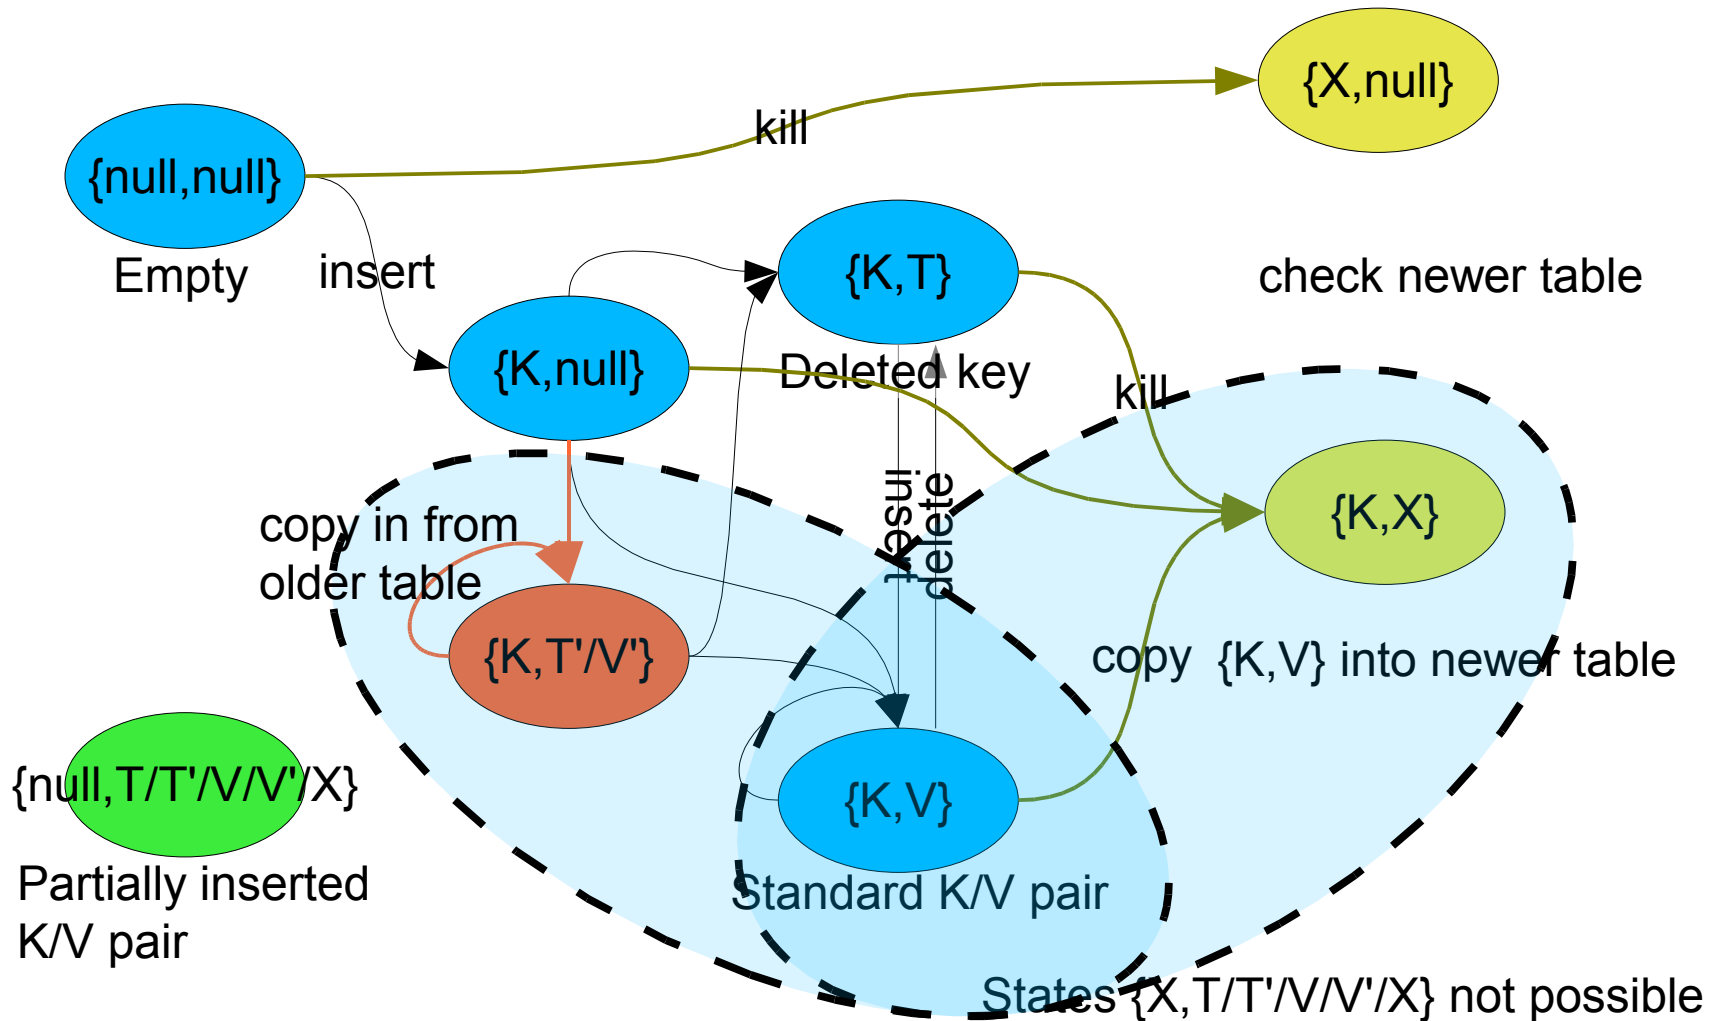 {X,null}
kill
{null,null}
Empty
insert
{K,T}
check newer table
{K,null}
Deleted key
kill
insert
delete
{K,X}
copy in from
older table
{K,T'/V'}
copy {K,V} into newer table
{null,T/T'/V/V'/X}
{K,V}
Partially inserted
K/V pair
Standard K/V pair
States {X,T/T'/V/V'/X} not possible